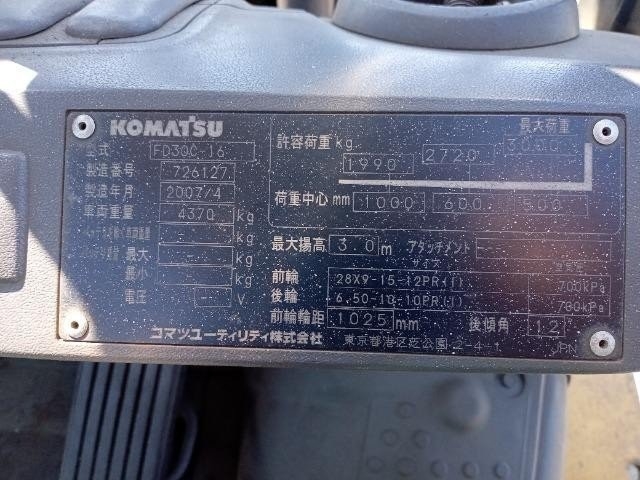 KOMATSU
型式 FD30C-16
製造番号 726127
製造年月 2007/4
車両重量 4370 kg
kg
最大 - kg
最小 - kg
電圧 - V
最大荷重
許容荷重 kg 1990 2720 3000
荷重中心 mm 1000 600 500
最大揚高 3.0 m アタッチメント -
サイズ
前輪 28X9-15-12PR(I) 700kPa
後輪 6.50-10-10PR(I) 700kPa
前輪輪距 1025 mm 後傾角 12
コマツユーティリティ株式会社 東京都港区芝公園 2-4-1 JPN